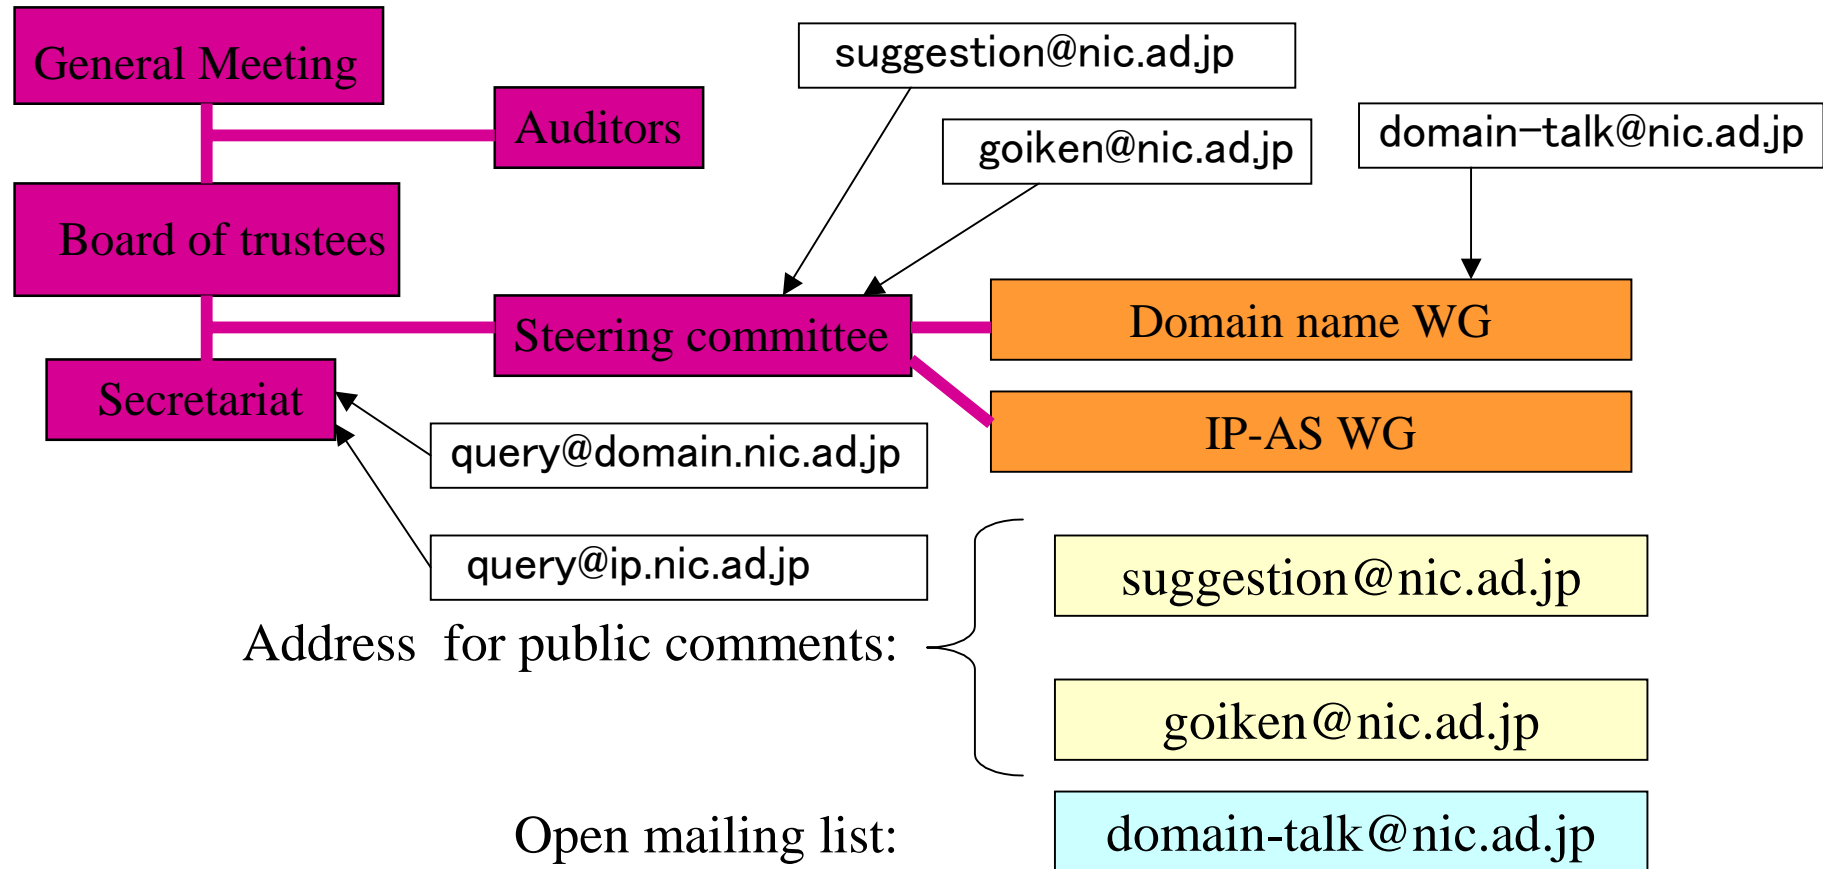 General Meeting
suggestion@nic.ad.jp
Auditors
goiken@nic.ad.jp
domain-talk@nic.ad.jp
Board of trustees
Steering committee
Domain name WG
Secretariat
IP-AS WG
query@domain.nic.ad.jp
query@ip.nic.ad.jp
Address for public comments:
suggestion@nic.ad.jp
goiken@nic.ad.jp
Open mailing list:
domain-talk@nic.ad.jp